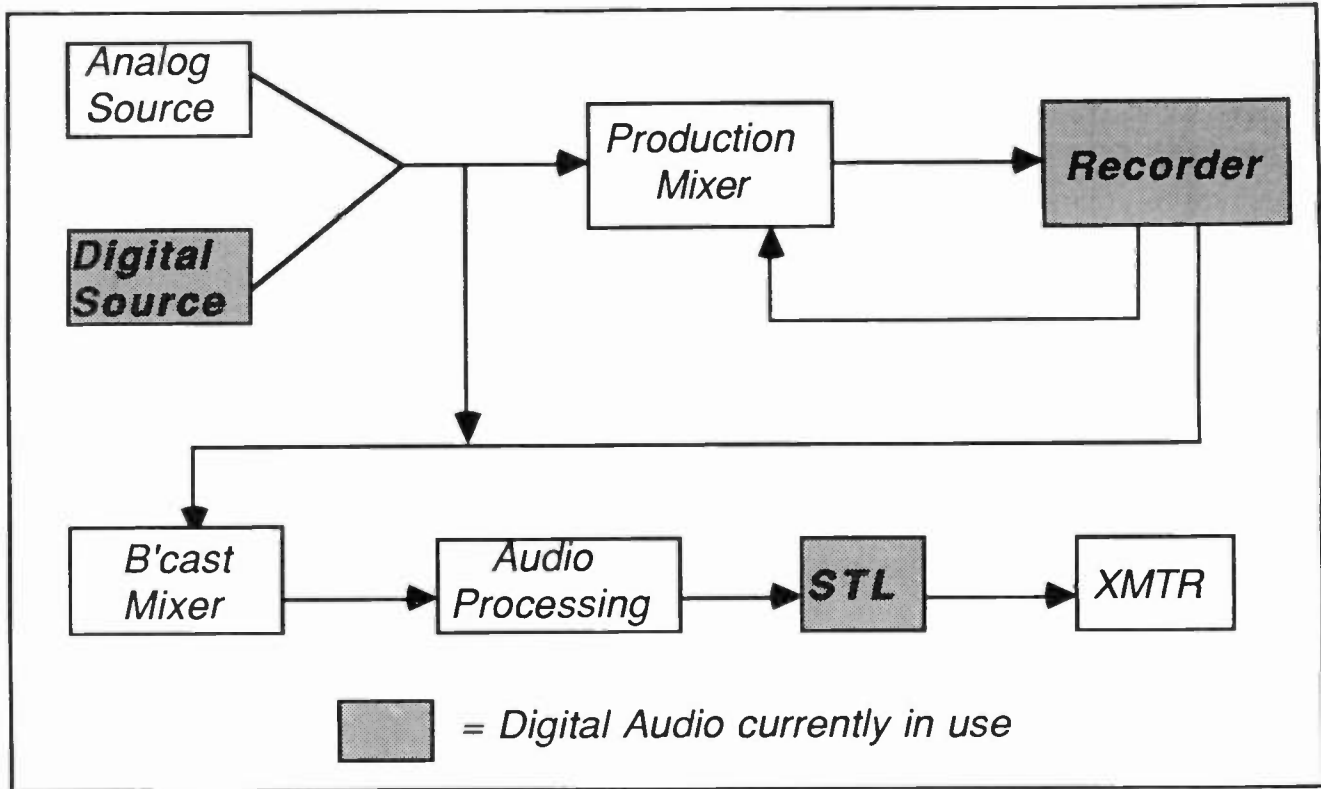 Analog
Source
Digital
Source
Production
Mixer
Recorder
B'cast
Mixer
Audio
Processing
STL
XMTR
= Digital Audio currently in use